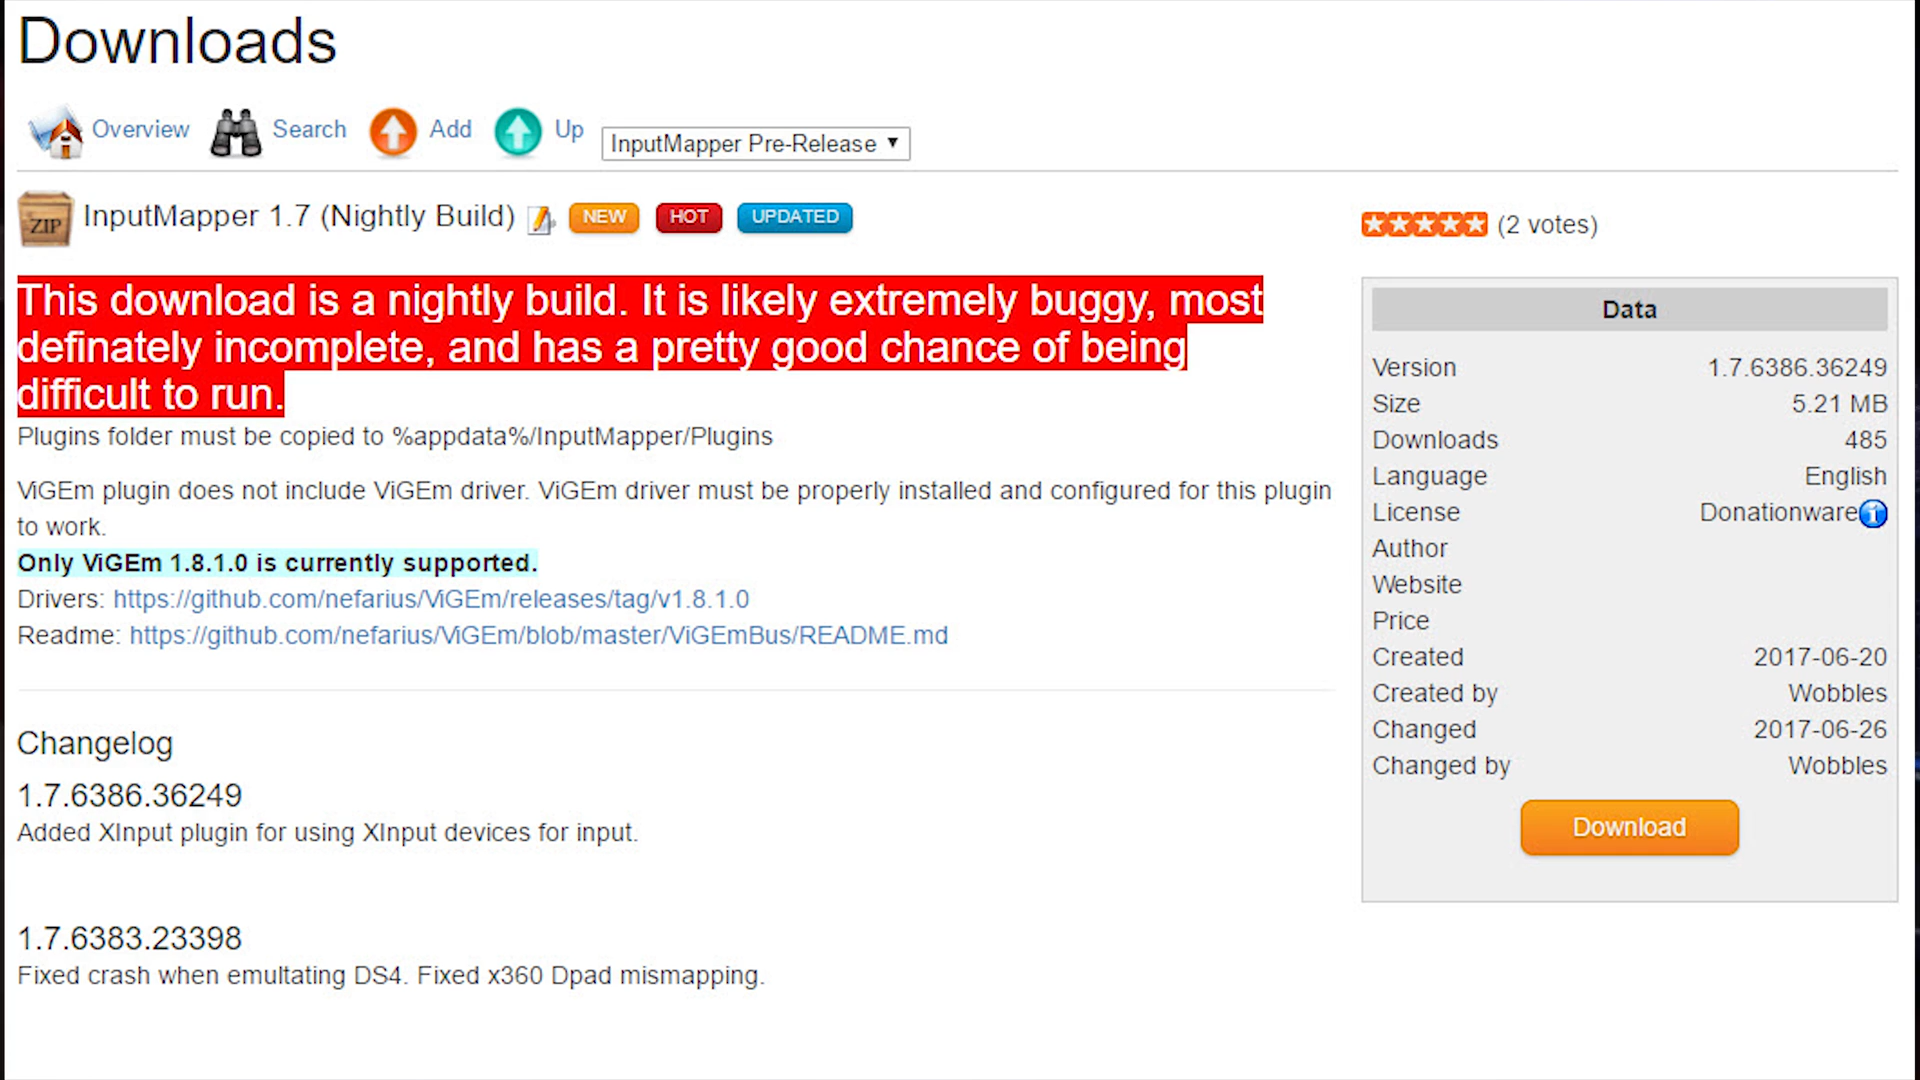 Downloads
Overview Search Add Up InputMapper Pre-Release
ZIP InputMapper 1.7 (Nightly Build) NEW HOT UPDATED
(2 votes)
This download is a nightly build. It is likely extremely buggy, most
definately incomplete, and has a pretty good chance of being
difficult to run.
Plugins folder must be copied to %appdata%/InputMapper/Plugins
ViGEm plugin does not include ViGEm driver. ViGEm driver must be properly installed and configured for this plugin
to work.
Only ViGEm 1.8.1.0 is currently supported.
Drivers: https://github.com/nefarius/ViGEm/releases/tag/v1.8.1.0
Readme: https://github.com/nefarius/ViGEm/blob/master/ViGEmBus/README.md
Changelog
1.7.6386.36249
Added XInput plugin for using XInput devices for input.
1.7.6383.23398
Fixed crash when emultating DS4. Fixed x360 Dpad mismapping.
Data
Version 1.7.6386.36249
Size 5.21 MB
Downloads 485
Language English
License Donationware
Author
Website
Price
Created 2017-06-20
Created by Wobbles
Changed 2017-06-26
Changed by Wobbles
Download